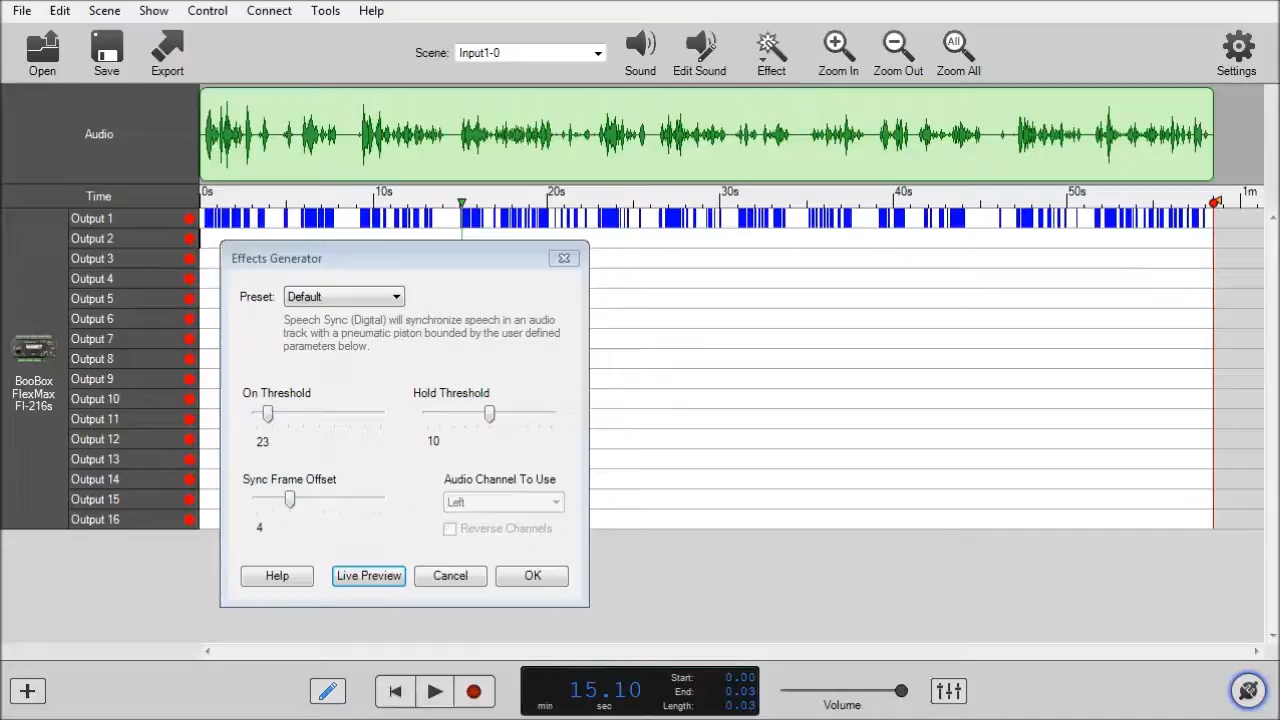 File Edit Scene Show Control Connect Tools Help
Scene: Input1-0
All
Open Save Export Sound Edit Sound Effect Zoom In Zoom Out Zoom All Settings
Audio
Time 0s 10s 20s 30s 40s 50s 1m
Output 1
Output 2
Output 3
Output 4
Output 5
Output 6
Output 7
Output 8
Output 9
Output 10
Output 11
Output 12
Output 13
Output 14
Output 15
Output 16
BooBox
FlexMax
FI-216s
Effects Generator
Preset: Default
Speech Sync (Digital) will synchronize speech in an audio
track with a pneumatic piston bounded by the user defined
parameters below.
On Threshold Hold Threshold
23 10
Sync Frame Offset Audio Channel To Use
Left
4 Reverse Channels
Help Live Preview Cancel OK
15.10
min sec
Start: 0.00
End: 0.03
Length: 0.03
Volume